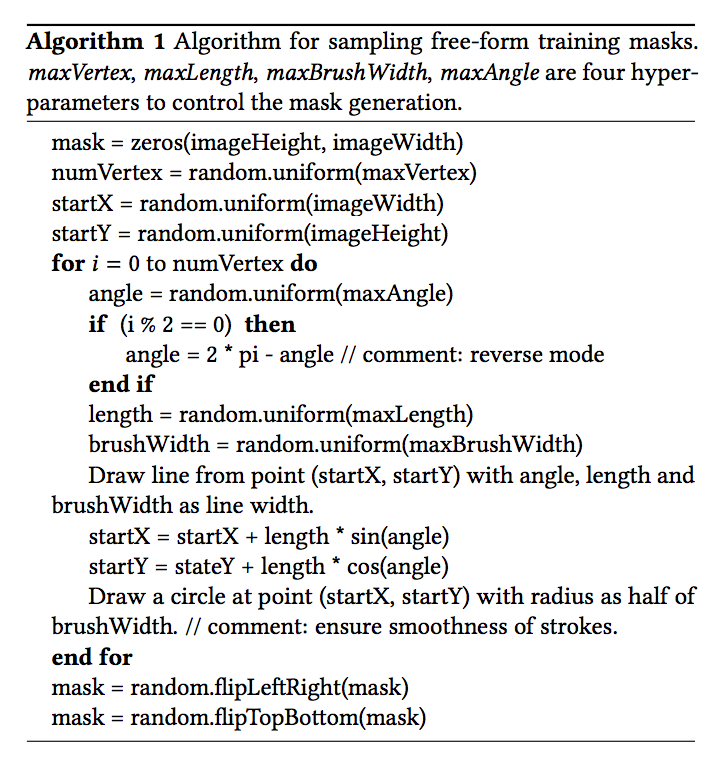 Algorithm 1 Algorithm for sampling free-form training masks.
maxVertex, maxLength, maxBrushWidth, maxAngle are four hyper-
parameters to control the mask generation.
mask = zeros(imageHeight, imageWidth)
numVertex = random.uniform(maxVertex)
startX = random.uniform(imageWidth)
startY = random.uniform(imageHeight)
for i = 0 to numVertex do
angle = random.uniform(maxAngle)
if (i % 2 == 0) then
angle = 2 * pi - angle // comment: reverse mode
end if
length = random.uniform(maxLength)
brushWidth = random.uniform(maxBrushWidth)
Draw line from point (startX, startY) with angle, length and
brushWidth as line width.
startX = startX + length * sin(angle)
startY = stateY + length * cos(angle)
Draw a circle at point (startX, startY) with radius as half of
brushWidth. // comment: ensure smoothness of strokes.
end for
mask = random.flipLeftRight(mask)
mask = random.flipTopBottom(mask)